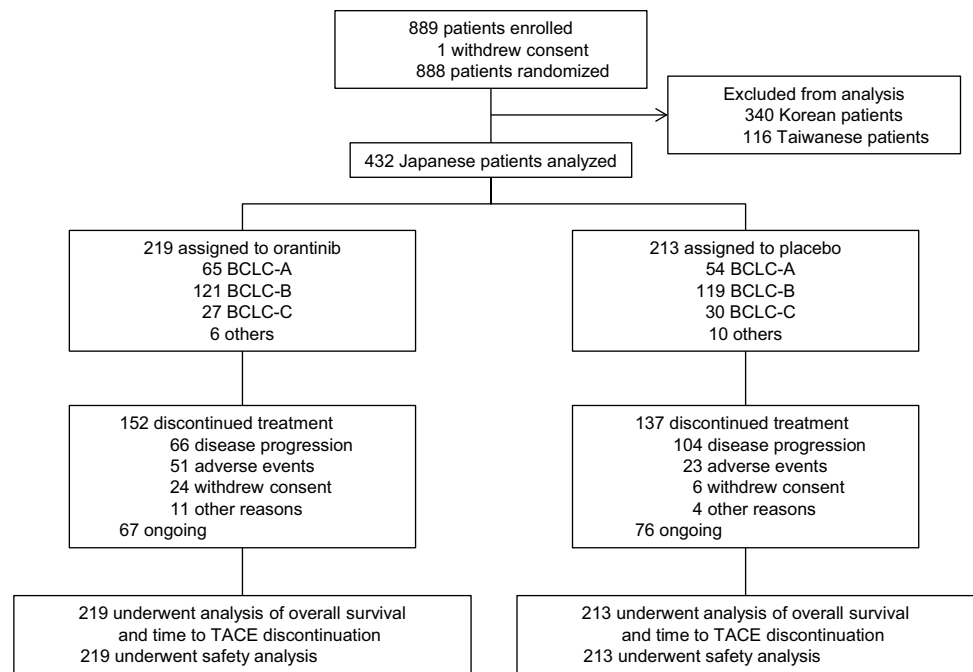 889 patients enrolled
1 withdrew consent
888 patients randomized
Excluded from analysis
340 Korean patients
116 Taiwanese patients
432 Japanese patients analyzed
219 assigned to orantinib
65 BCLC-A
121 BCLC-B
27 BCLC-C
6 others
213 assigned to placebo
54 BCLC-A
119 BCLC-B
30 BCLC-C
10 others
152 discontinued treatment
66 disease progression
51 adverse events
24 withdrew consent
11 other reasons
67 ongoing
137 discontinued treatment
104 disease progression
23 adverse events
6 withdrew consent
4 other reasons
76 ongoing
219 underwent analysis of overall survival
and time to TACE discontinuation
219 underwent safety analysis
213 underwent analysis of overall survival
and time to TACE discontinuation
213 underwent safety analysis